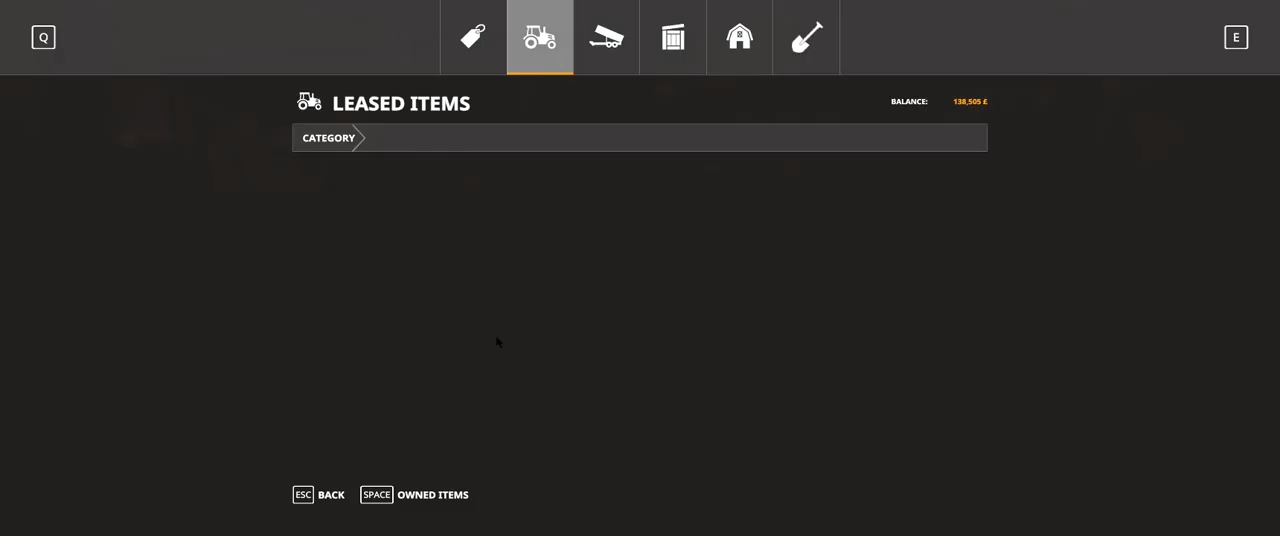 Q
E
LEASED ITEMS
BALANCE: 138,505 £
CATEGORY
ESC BACK SPACE OWNED ITEMS